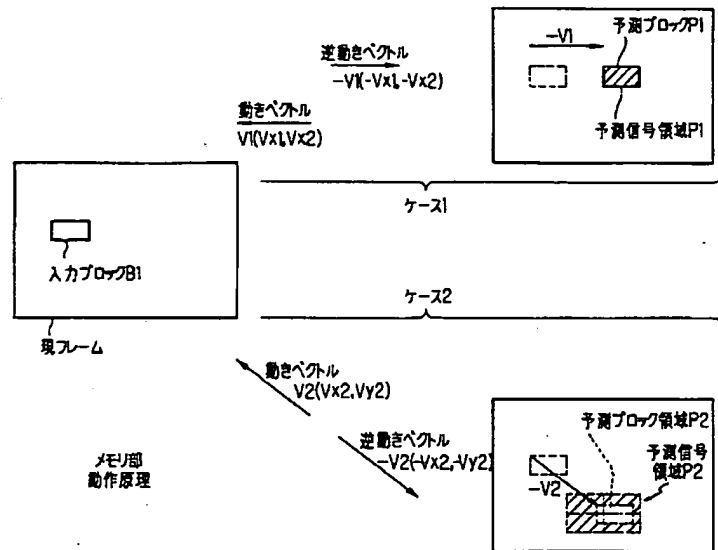 予測ブロックP1
−V1
逆動きベクトル
−V1(−Vx1,−Vx2)
動きベクトル
V1(Vx1,Vx2)
予測信号領域P1
ケース1
入力ブロックB1
ケース2
現フレーム
動きベクトル
V2(Vx2,Vy2)
予測ブロック領域P2
逆動きベクトル
−V2(−Vx2,−Vy2)
予測信号
領域P2
−V2
メモリ部
動作原理